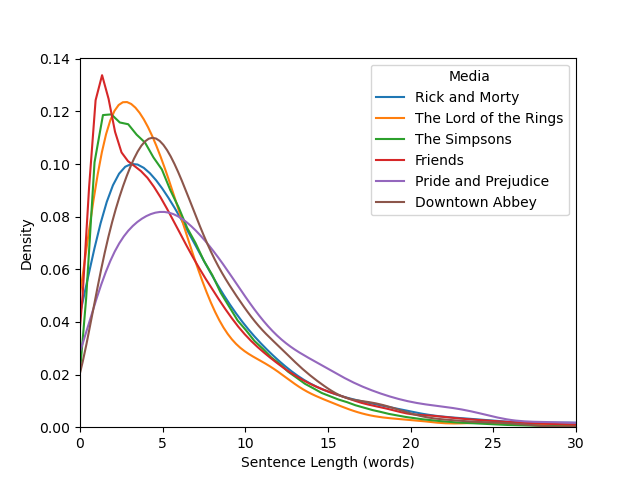 0.14
0.12
0.10
0.08
0.06
0.04
0.02
0.00
Density
0 5 10 15 20 25 30
Sentence Length (words)
Media
Rick and Morty
The Lord of the Rings
The Simpsons
Friends
Pride and Prejudice
Downtown Abbey